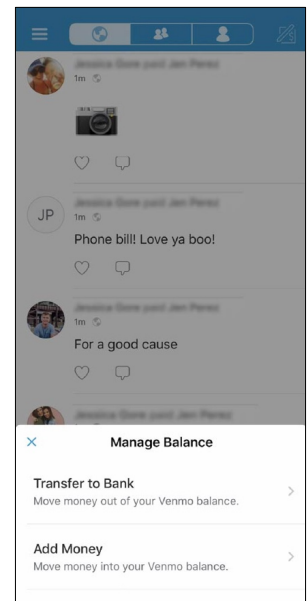 1m
JP
1m
Phone bill! Love ya boo!
1m
For a good cause
Manage Balance
Transfer to Bank
Move money out of your Venmo balance.
Add Money
Move money into your Venmo balance.